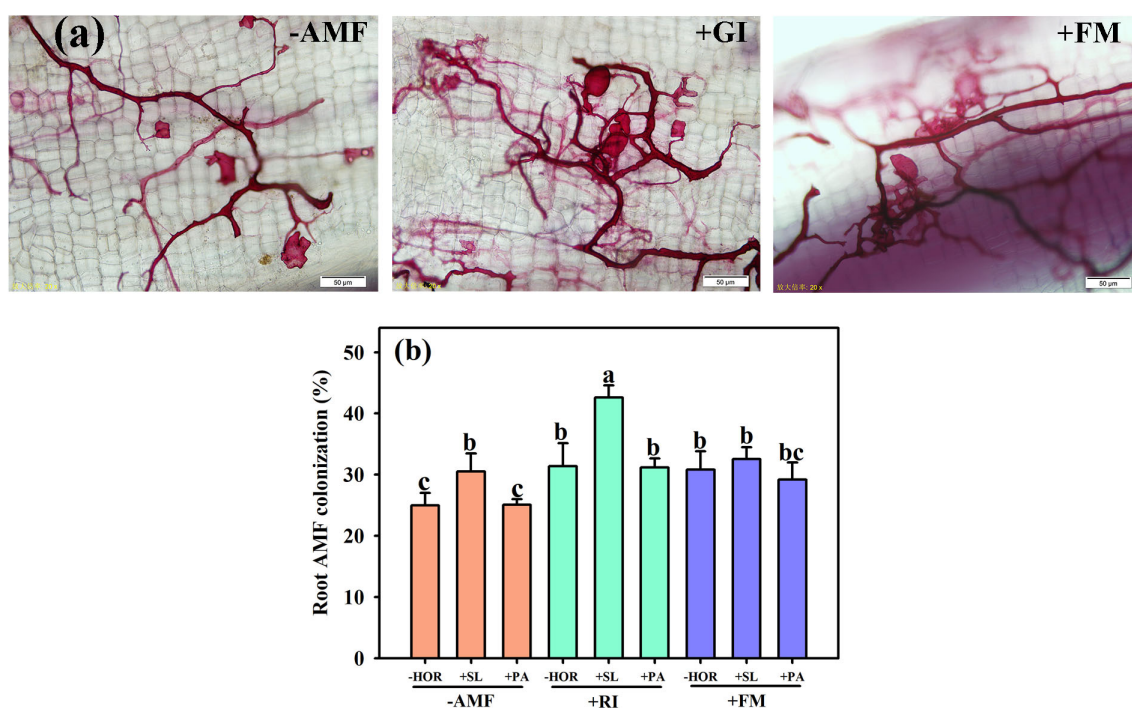 (a) -AMF
+GI
+FM
50 μm
50 μm
放大倍率: 20 x
50 μm
(b)
Root AMF colonization (%)
50
40
30
20
10
0
c b c b a b b b bc
-HOR +SL +PA -HOR +SL +PA -HOR +SL +PA
-AMF +RI +FM